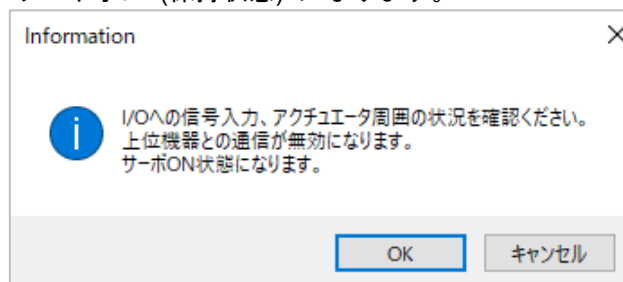 Information
I/Oへの信号入力、アクチュエータ周囲の状況を確認ください。
上位機器との通信が無効になります。
サーボON状態になります。
OK
キャンセル